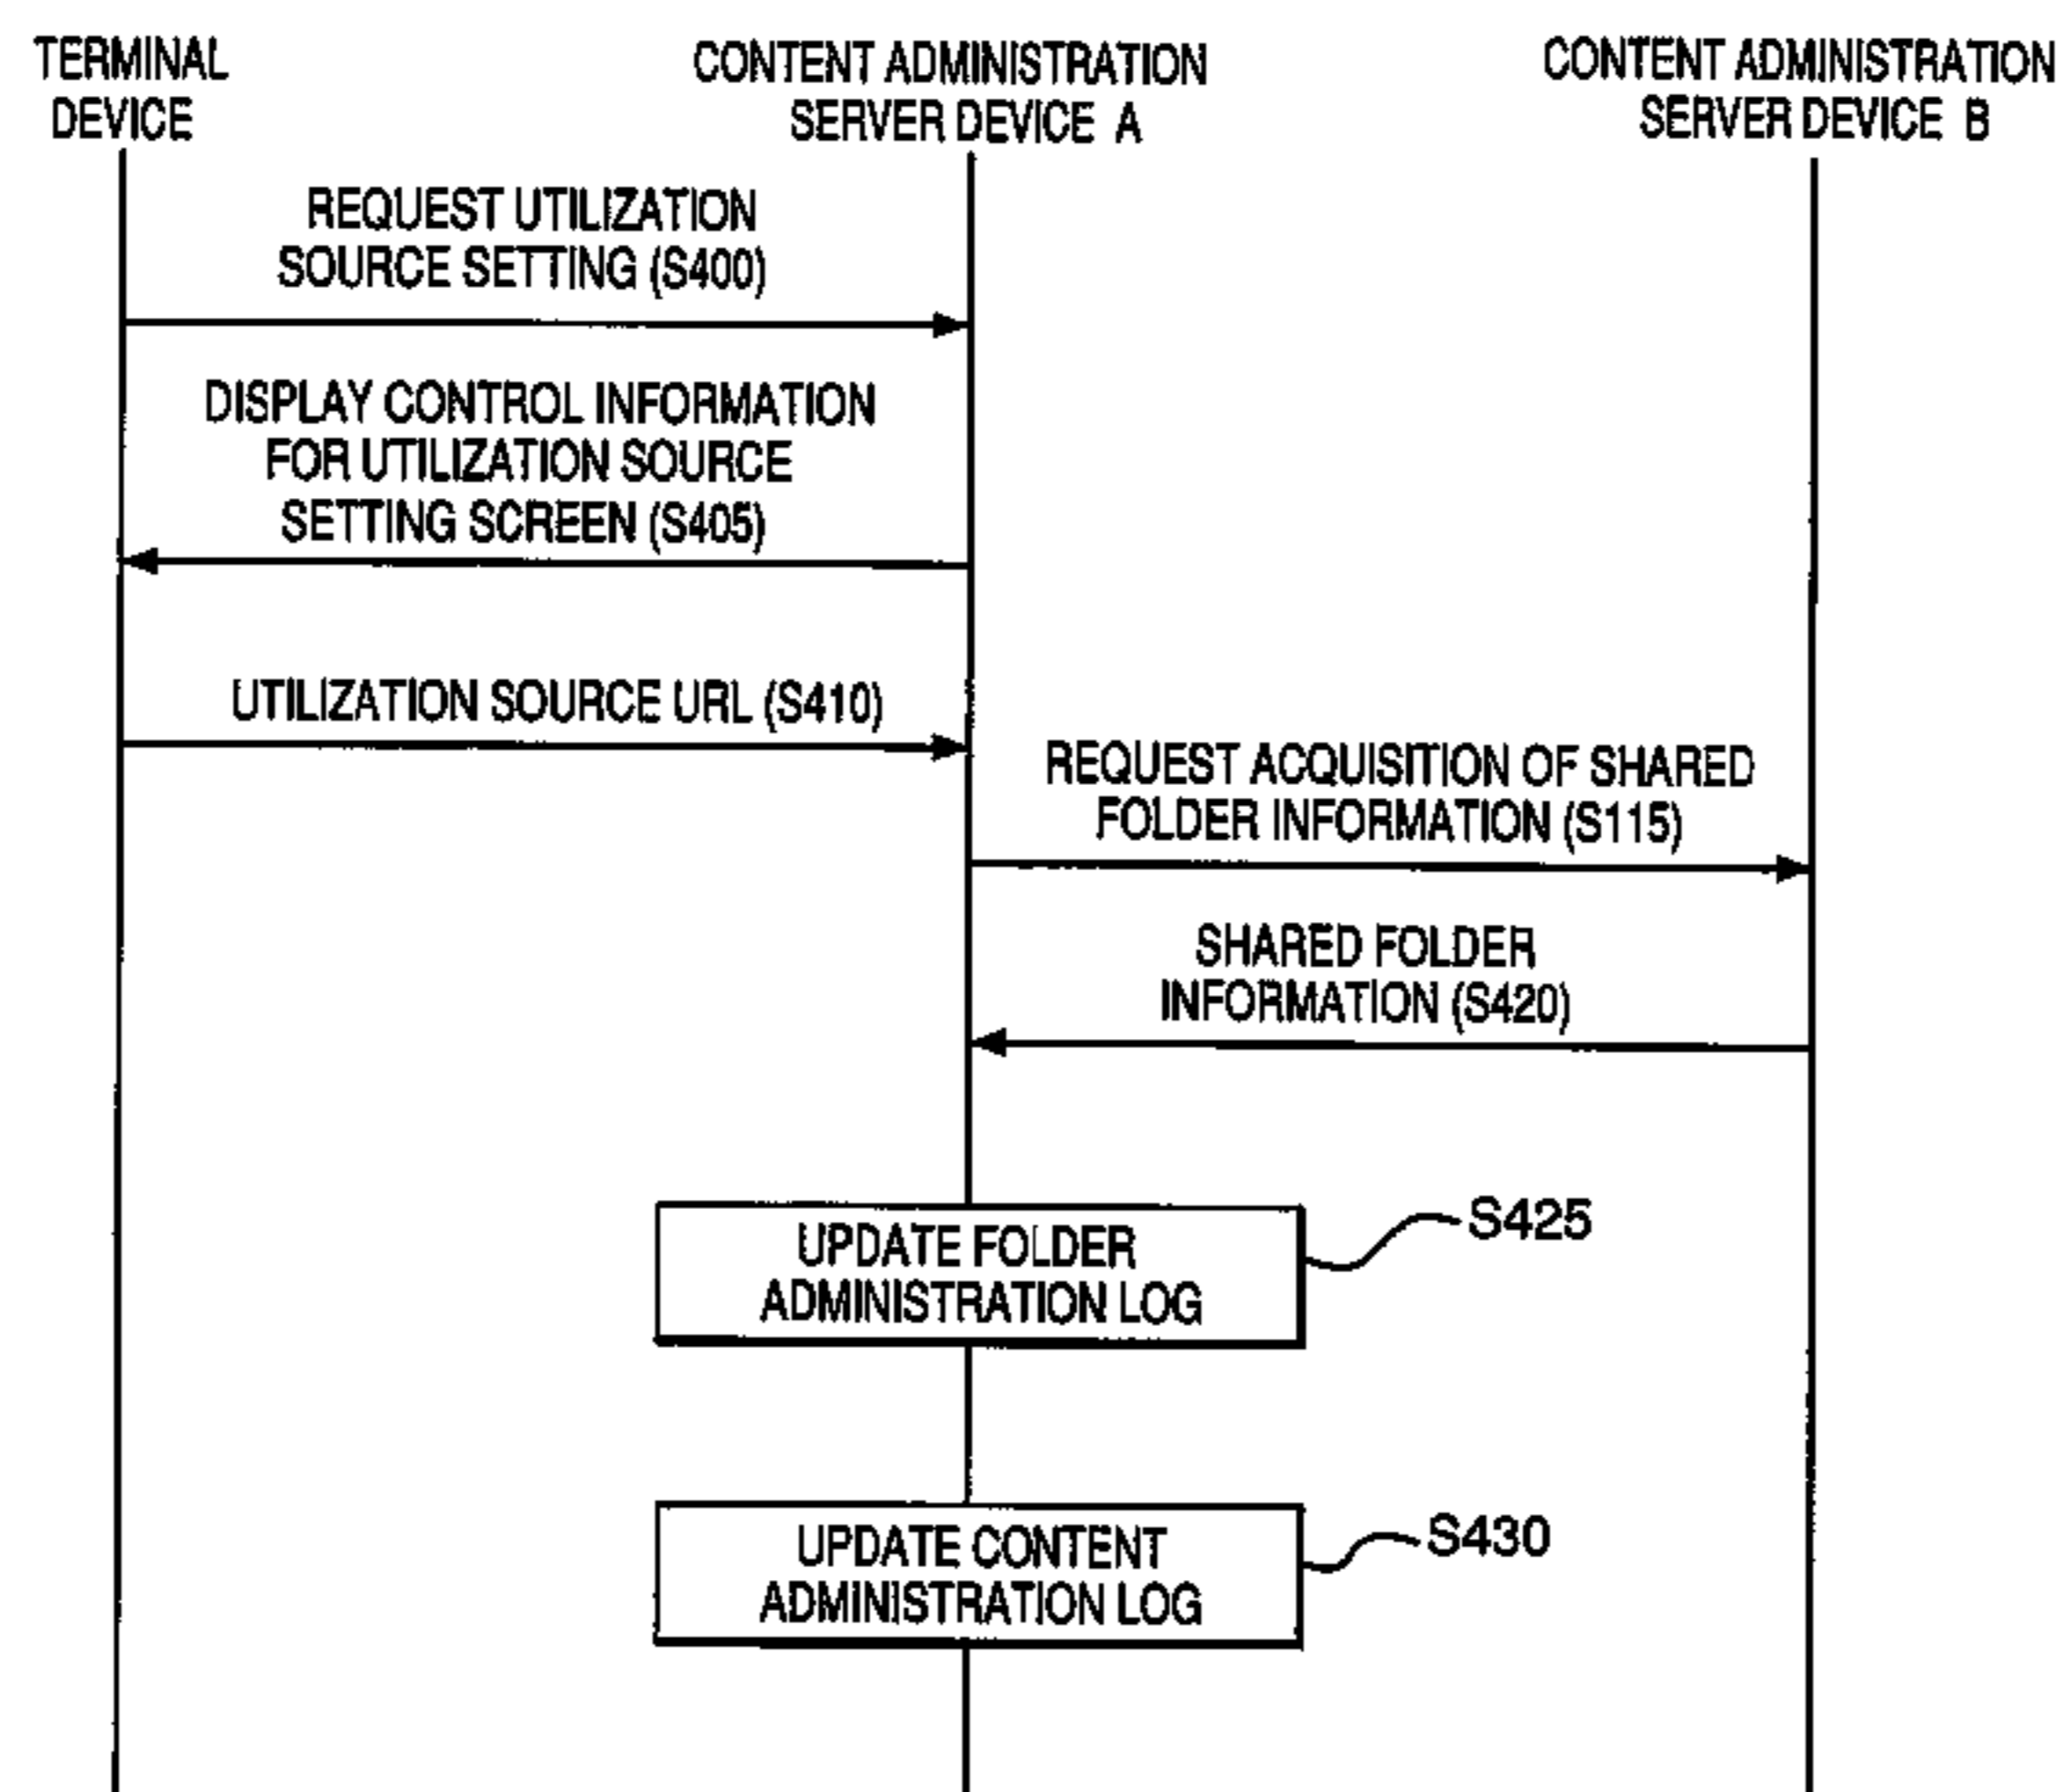 TERMINAL
DEVICE
CONTENT ADMINISTRATION
SERVER DEVICE A
CONTENT ADMINISTRATION
SERVER DEVICE B
REQUEST UTILIZATION
SOURCE SETTING (S400)
DISPLAY CONTROL INFORMATION
FOR UTILIZATION SOURCE
SETTING SCREEN (S405)
UTILIZATION SOURCE URL (S410)
REQUEST ACQUISITION OF SHARED
FOLDER INFORMATION (S115)
SHARED FOLDER
INFORMATION (S420)
UPDATE FOLDER
ADMINISTRATION LOG
S425
UPDATE CONTENT
ADMINISTRATION LOG
S430